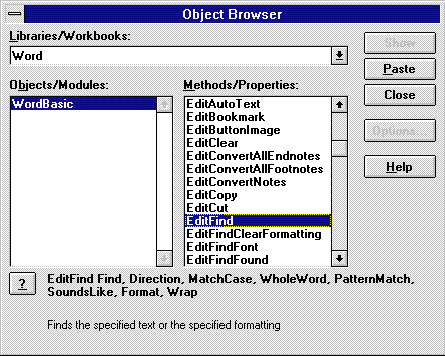 Object Browser
Libraries/Workbooks:
Word
Show
Paste
Close
Options...
Help
Objects/Modules:
WordBasic
Methods/Properties:
EditAutoText
EditBookmark
EditButtonImage
EditClear
EditConvertAllEndnotes
EditConvertAllFootnotes
EditConvertNotes
EditCopy
EditCut
EditFind
EditFindClearFormatting
EditFindFont
EditFindFound
?
EditFind Find, Direction, MatchCase, WholeWord, PatternMatch,
SoundsLike, Format, Wrap
Finds the specified text or the specified formatting